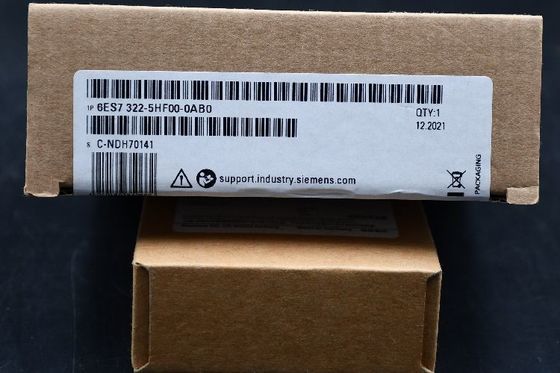 1P 6ES7 322-5HF00-0AB0
QTY:1
12.2021
S C-NDH70141
support.industry.siemens.com
PACKAGING